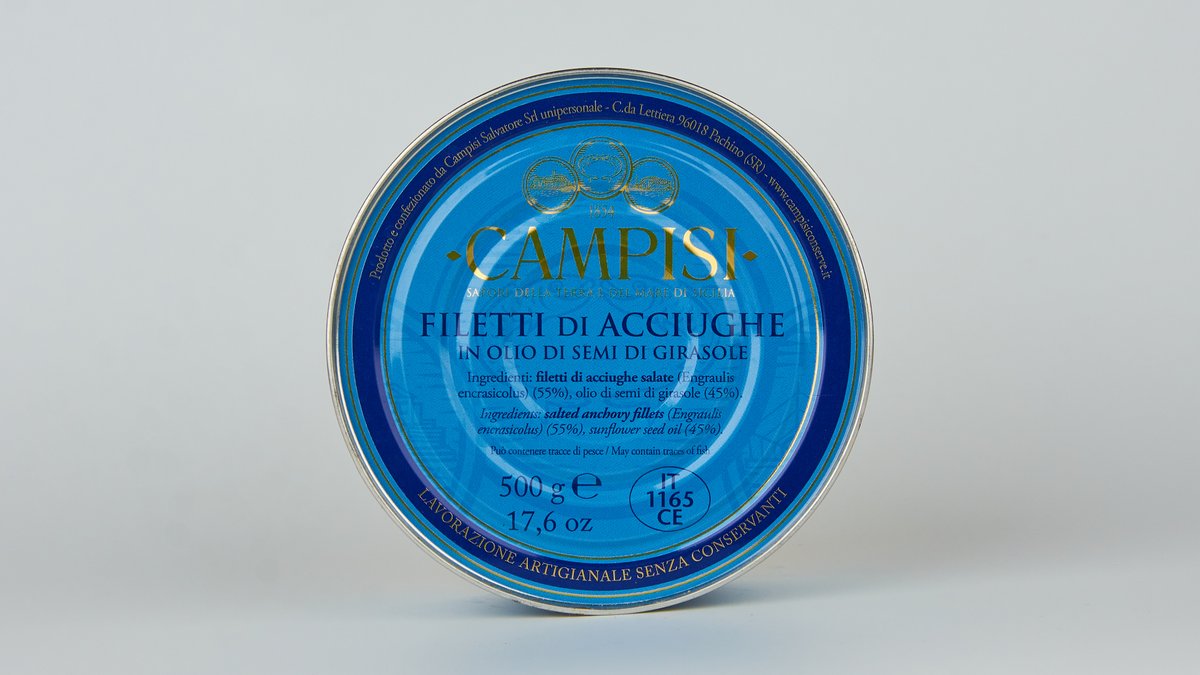 Prodotto e confezionato da Campisi Salvatore Srl unipersonale - C.da Lettiera 96018 Pachino (SR) - www.campisiconserve.it
1854
·CAMPISI·
SAPORI DELLA TERRA E DEL MARE DI SICILIA
FILETTI DI ACCIUGHE
IN OLIO DI SEMI DI GIRASOLE
Ingredienti: filetti di acciughe salate (Engraulis
encrasicolus) (55%), olio di semi di girasole (45%).
Ingredients: salted anchovy fillets (Engraulis
encrasicolus) (55%), sunflower seed oil (45%).
Può contenere tracce di pesce / May contain traces of fish
500 g ℮
17,6 oz
IT
1165
CE
LAVORAZIONE ARTIGIANALE SENZA CONSERVANTI